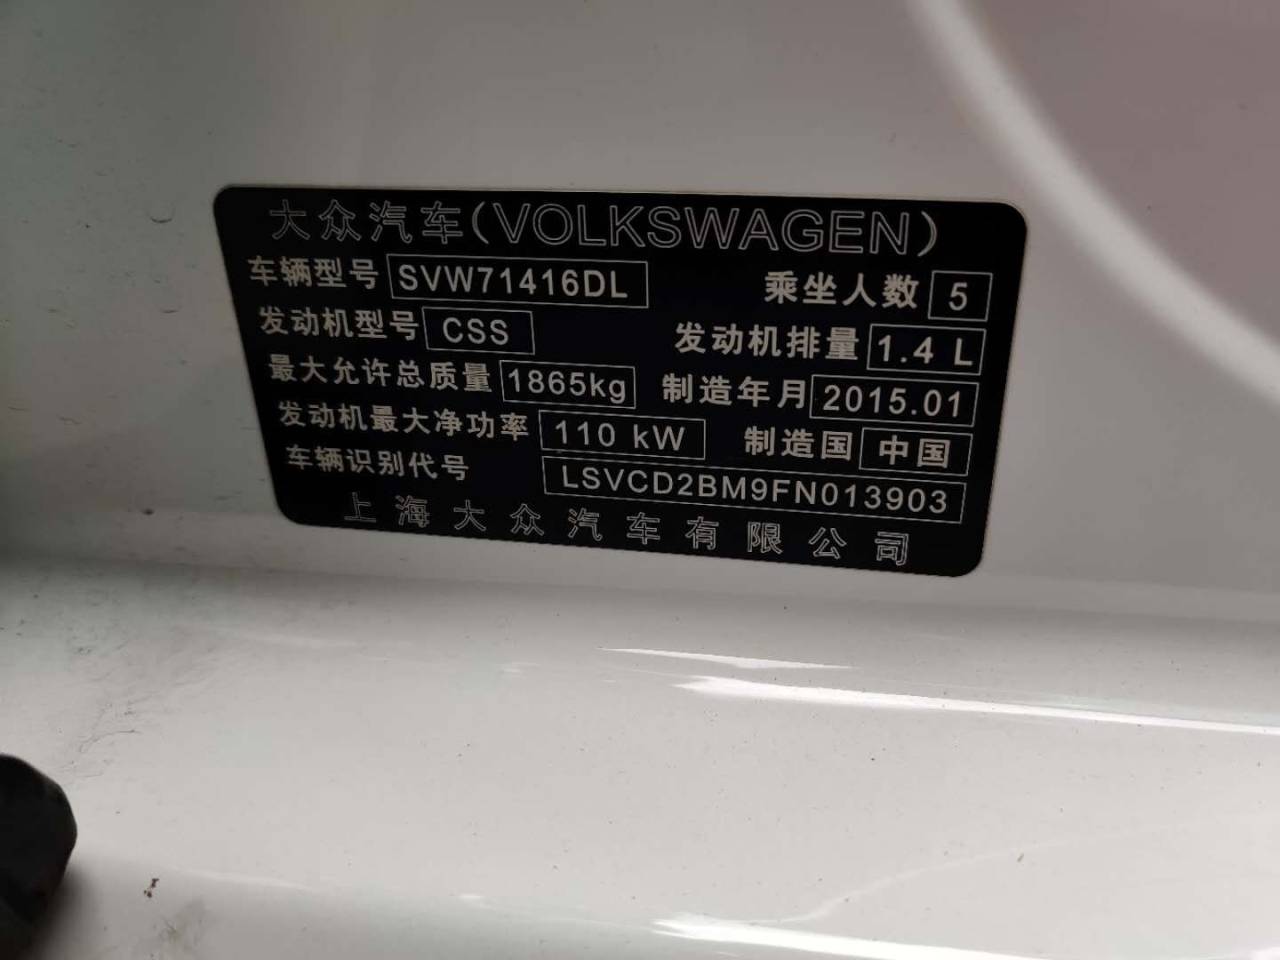 大众汽车(VOLKSWAGEN)
车辆型号 SVW71416DL 乘坐人数 5
发动机型号 CSS 发动机排量 1.4 L
最大允许总质量 1865kg 制造年月 2015.01
发动机最大净功率 110 kW 制造国 中国
车辆识别代号 LSVCD2BM9FN013903
上海大众汽车有限公司